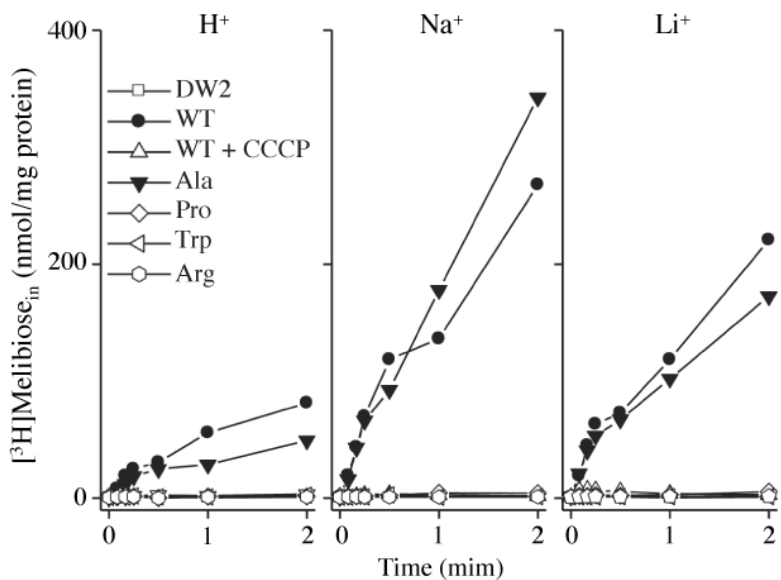 H⁺ Na⁺ Li⁺
400
200
0
DW2
WT
WT + CCCP
Ala
Pro
Trp
Arg
[³H]Melibioseᵢₙ (nmol/mg protein)
0 1 2 0 1 2 0 1 2
Time (mim)